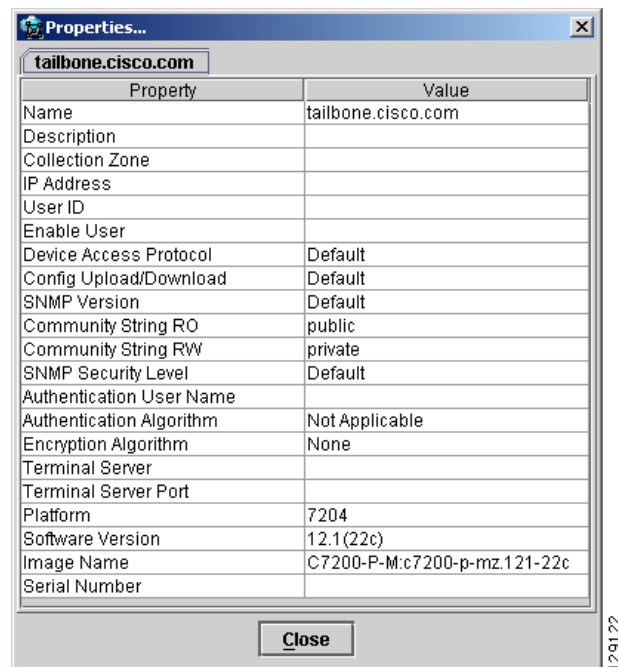 Properties...
tailbone.cisco.com
Property Value
Name tailbone.cisco.com
Description
Collection Zone
IP Address
User ID
Enable User
Device Access Protocol Default
Config Upload/Download Default
SNMP Version Default
Community String RO public
Community String RW private
SNMP Security Level Default
Authentication User Name
Authentication Algorithm Not Applicable
Encryption Algorithm None
Terminal Server
Terminal Server Port
Platform 7204
Software Version 12.1(22c)
Image Name C7200-P-M:c7200-p-mz.121-22c
Serial Number
Close
129122